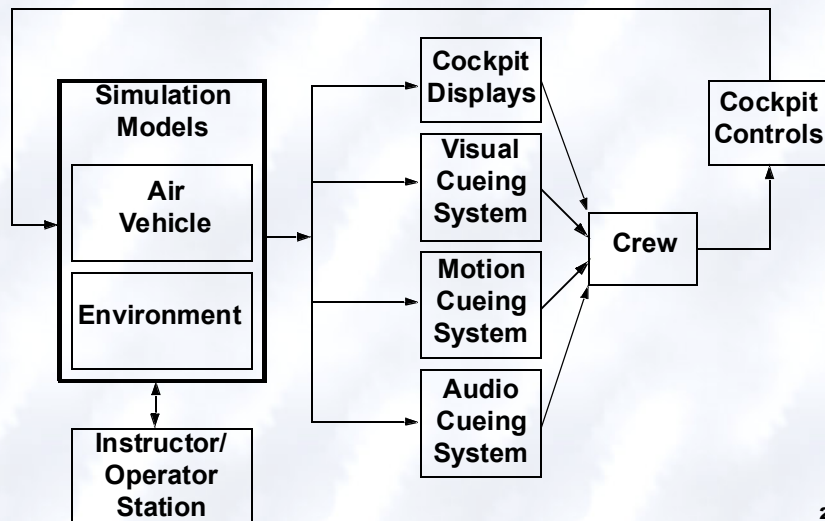 Simulation
Models
Air
Vehicle
Environment
Instructor/
Operator
Station
Cockpit
Displays
Visual
Cueing
System
Motion
Cueing
System
Audio
Cueing
System
Crew
Cockpit
Controls
2